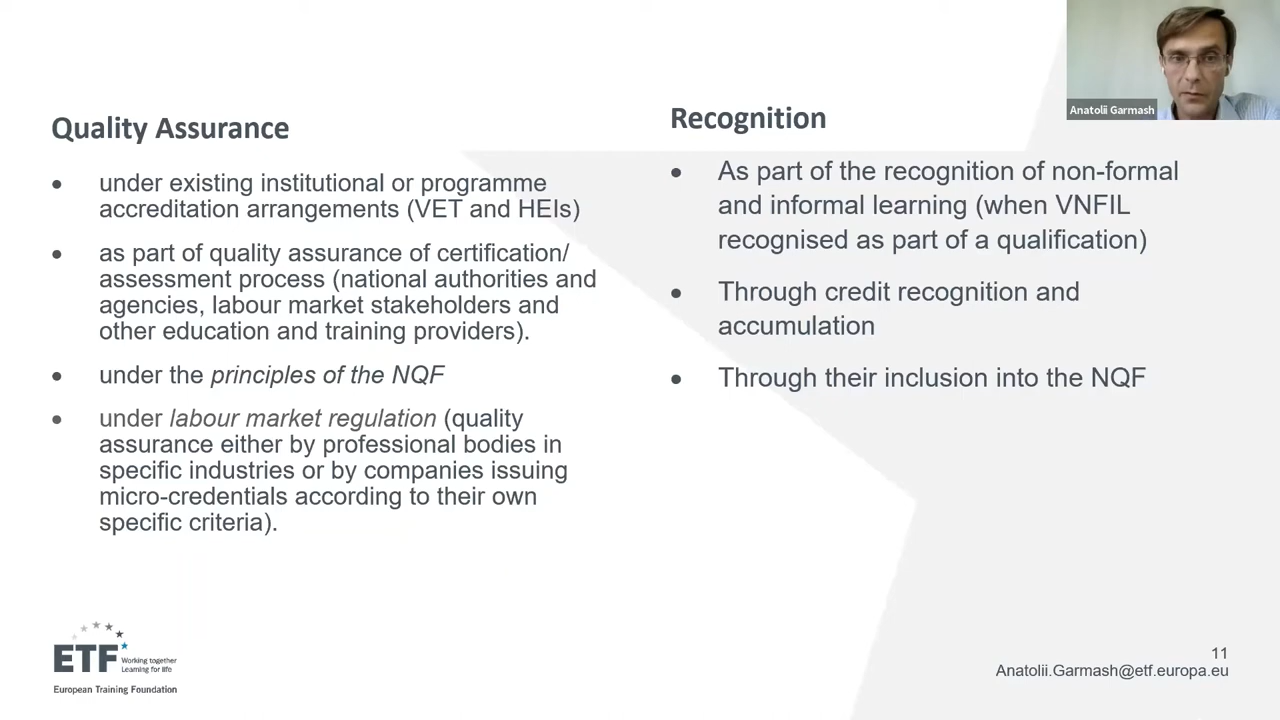 Anatolii Garmash
Quality Assurance
• under existing institutional or programme
accreditation arrangements (VET and HEIs)
• as part of quality assurance of certification/
assessment process (national authorities and
agencies, labour market stakeholders and
other education and training providers).
• under the principles of the NQF
• under labour market regulation (quality
assurance either by professional bodies in
specific industries or by companies issuing
micro-credentials according to their own
specific criteria).
Recognition
• As part of the recognition of non-formal
and informal learning (when VNFIL
recognised as part of a qualification)
• Through credit recognition and
accumulation
• Through their inclusion into the NQF
ETF
Working together
Learning for life
European Training Foundation
11
Anatolii.Garmash@etf.europa.eu